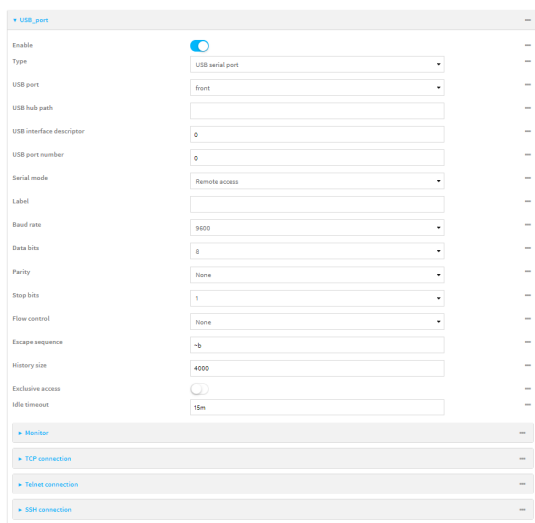 ▾ USB_port
Enable
Type USB serial port
USB port front
USB hub path
USB interface descriptor 0
USB port number 0
Serial mode Remote access
Label
Baud rate 9600
Data bits 8
Parity None
Stop bits 1
Flow control None
Escape sequence ~b
History size 4000
Exclusive access
Idle timeout 15m
▸ Monitor
▸ TCP connection
▸ Telnet connection
▸ SSH connection